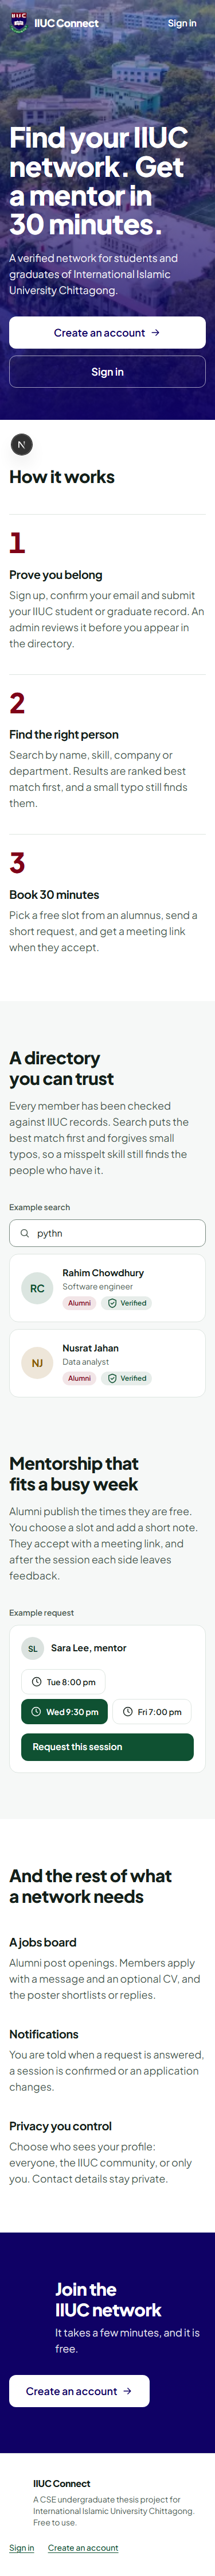 IIUC
IIUC Connect
Sign in
Find your IIUC
network. Get
a mentor in
30 minutes.
A verified network for students and
graduates of International Islamic
University Chittagong.
Create an account →
Sign in
N
How it works
1
Prove you belong
Sign up, confirm your email and submit
your IIUC student or graduate record. An
admin reviews it before you appear in
the directory.
2
Find the right person
Search by name, skill, company or
department. Results are ranked best
match first, and a small typo still finds
them.
3
Book 30 minutes
Pick a free slot from an alumnus, send a
short request, and get a meeting link
when they accept.
A directory
you can trust
Every member has been checked
against IIUC records. Search puts the
best match first and forgives small
typos, so a misspelt skill still finds the
people who have it.
Example search
pythn
RC
Rahim Chowdhury
Software engineer
Alumni Verified
NJ
Nusrat Jahan
Data analyst
Alumni Verified
Mentorship that
fits a busy week
Alumni publish the times they are free.
You choose a slot and add a short note.
They accept with a meeting link, and
after the session each side leaves
feedback.
Example request
SL Sara Lee, mentor
Tue 8:00 pm
Wed 9:30 pm Fri 7:00 pm
Request this session
And the rest of what
a network needs
A jobs board
Alumni post openings. Members apply
with a message and an optional CV, and
the poster shortlists or replies.
Notifications
You are told when a request is answered,
a session is confirmed or an application
changes.
Privacy you control
Choose who sees your profile:
everyone, the IIUC community, or only
you. Contact details stay private.
Join the
IIUC network
It takes a few minutes, and it is
free.
Create an account →
IIUC Connect
A CSE undergraduate thesis project for
International Islamic University Chittagong.
Free to use.
Sign in Create an account